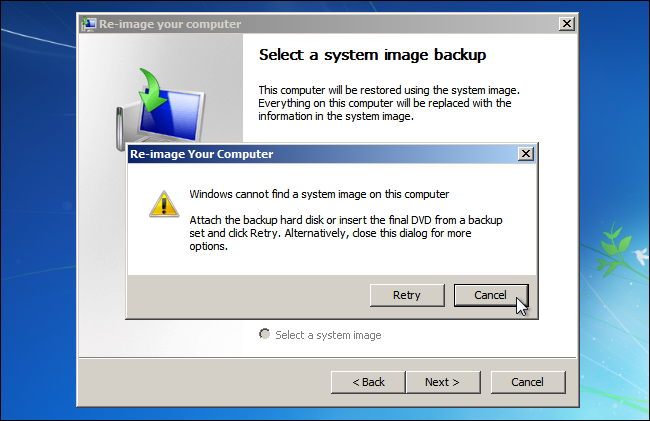 Re-image your computer
Select a system image backup
This computer will be restored using the system image.
Everything on this computer will be replaced with the
information in the system image.
Re-image Your Computer
Windows cannot find a system image on this computer
Attach the backup hard disk or insert the final DVD from a backup
set and click Retry. Alternatively, close this dialog for more
options.
Retry
Cancel
Select a system image
< Back
Next >
Cancel